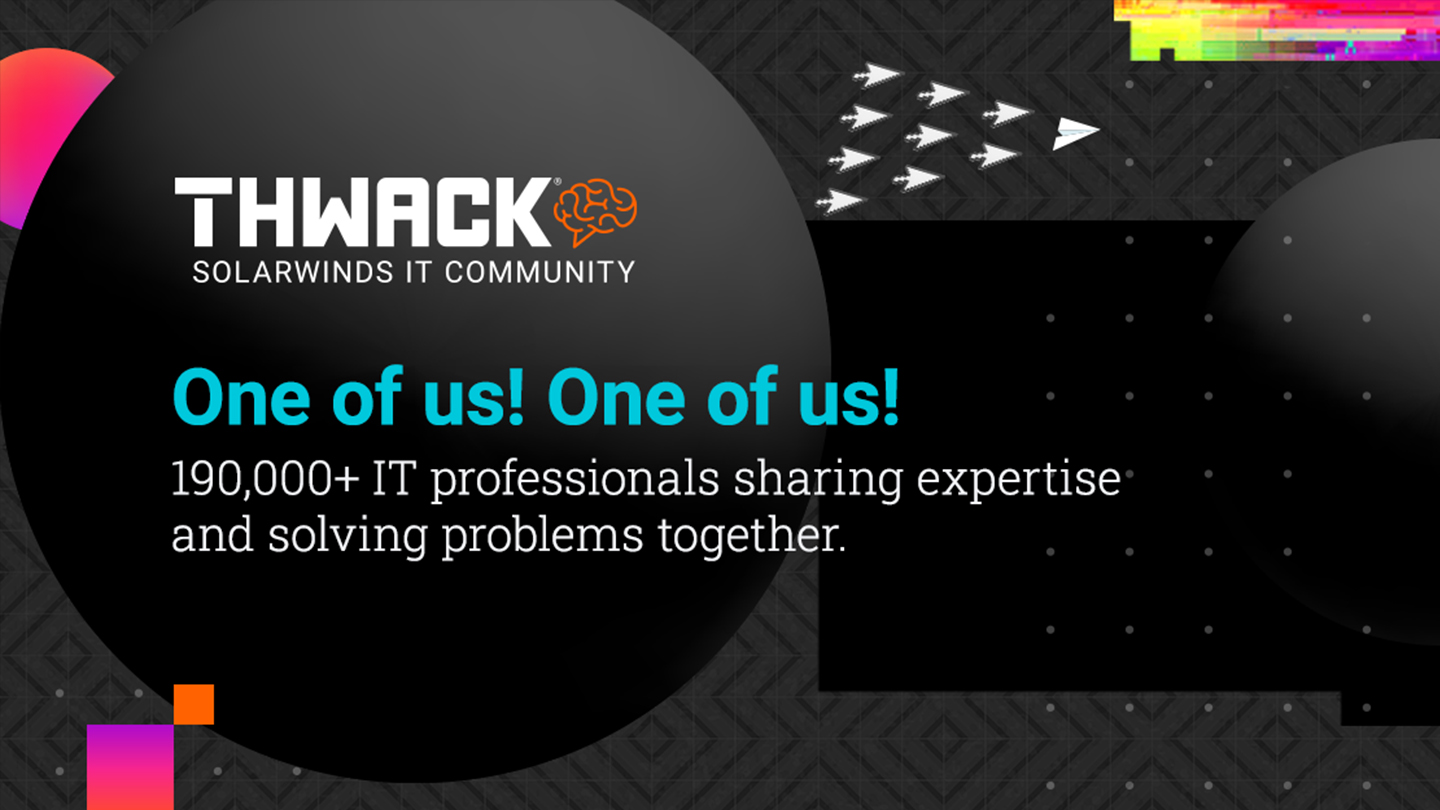 THWACK®
SOLARWINDS IT COMMUNITY
One of us! One of us!
190,000+ IT professionals sharing expertise
and solving problems together.